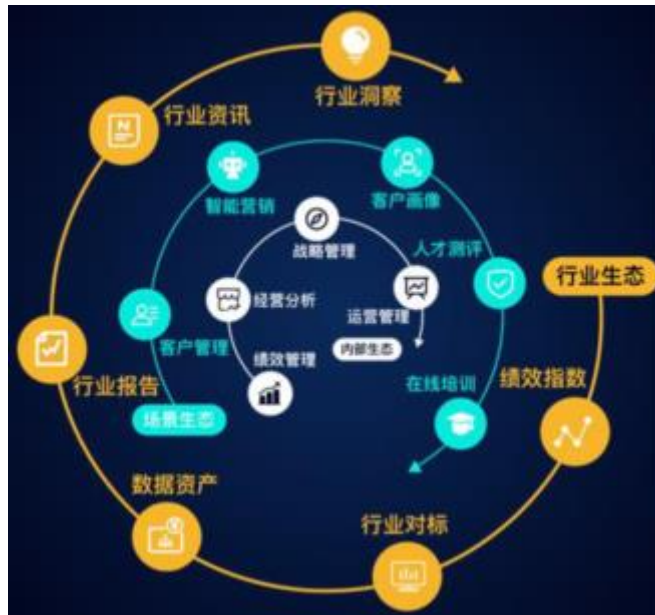 行业洞察
行业资讯
智能营销
客户画像
战略管理
人才测评
行业生态
经营分析
运营管理
客户管理
绩效管理
内部生态
行业报告
场景生态
在线培训
绩效指数
数据资产
行业对标